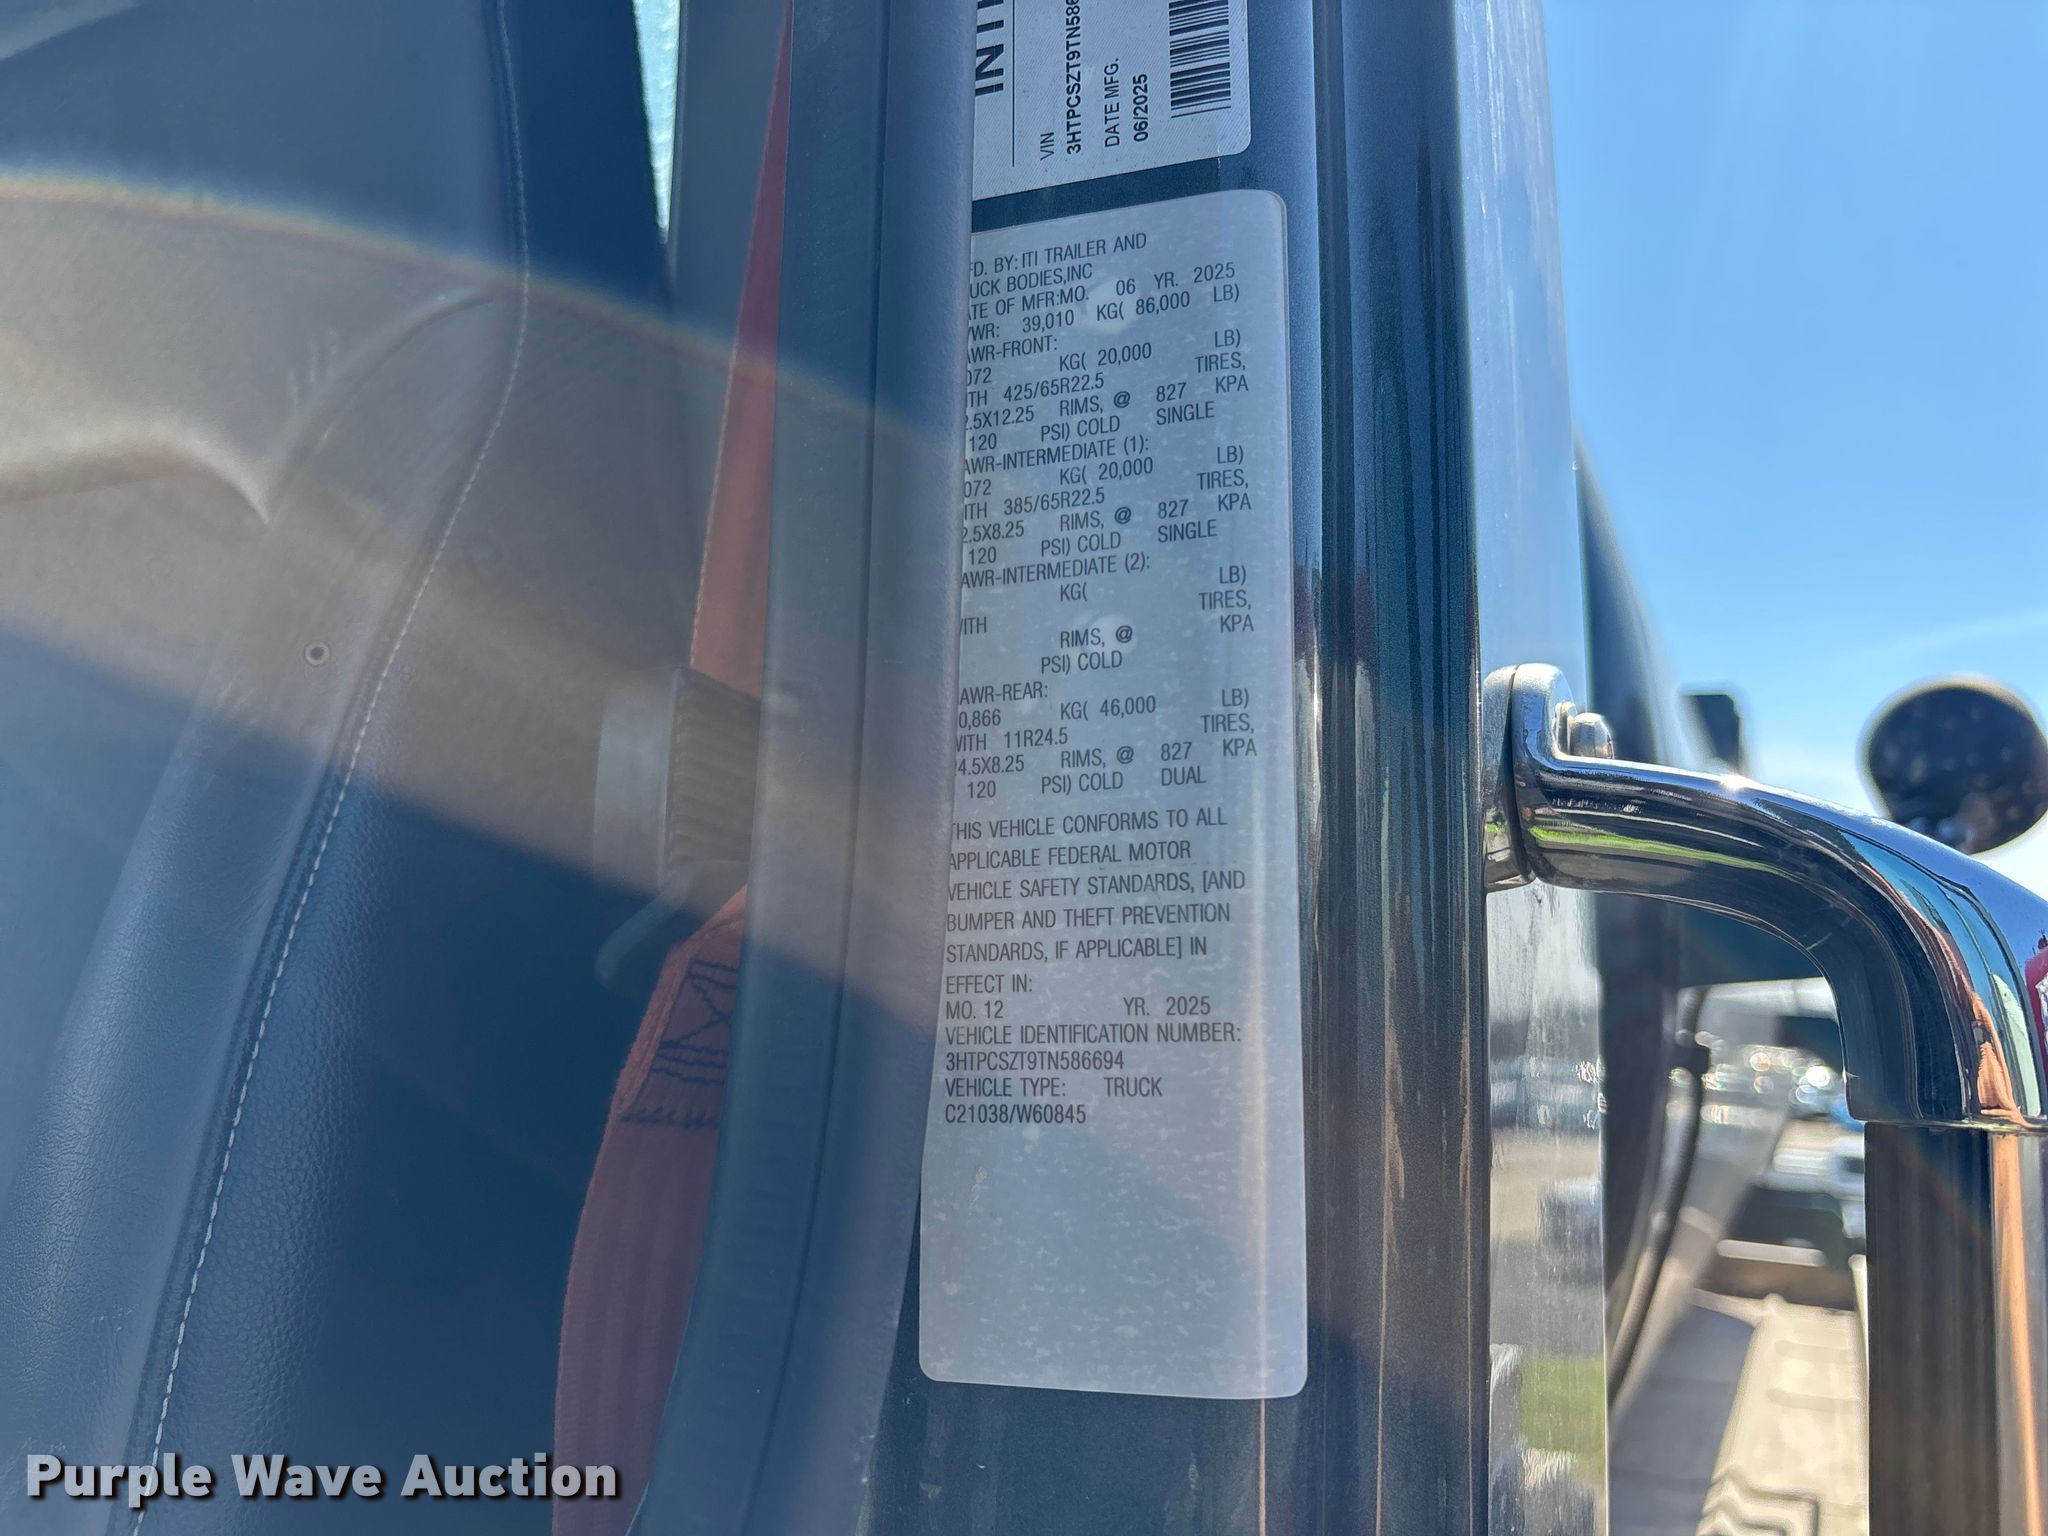 INT
VIN
3HTPCSZT9TN586
DATE MFG.
06/2025
FD. BY: ITI TRAILER AND
UCK BODIES,INC
ATE OF MFR:MO. 06 YR. 2025
VWR: 39,010 KG( 86,000 LB)
AWR-FRONT:
072 KG( 20,000 LB)
ITH 425/65R22.5 TIRES,
2.5X12.25 RIMS, @ 827 KPA
120 PSI) COLD SINGLE
AWR-INTERMEDIATE (1):
072 KG( 20,000 LB)
ITH 385/65R22.5 TIRES,
2.5X8.25 RIMS, @ 827 KPA
120 PSI) COLD SINGLE
AWR-INTERMEDIATE (2):
KG( LB)
ITH TIRES,
RIMS, @ KPA
PSI) COLD
AWR-REAR:
0,866 KG( 46,000 LB)
WITH 11R24.5 TIRES,
24.5X8.25 RIMS, @ 827 KPA
120 PSI) COLD DUAL
THIS VEHICLE CONFORMS TO ALL
APPLICABLE FEDERAL MOTOR
VEHICLE SAFETY STANDARDS, [AND
BUMPER AND THEFT PREVENTION
STANDARDS, IF APPLICABLE] IN
EFFECT IN:
MO. 12 YR. 2025
VEHICLE IDENTIFICATION NUMBER:
3HTPCSZT9TN586694
VEHICLE TYPE: TRUCK
C21038/W60845
Purple Wave Auction